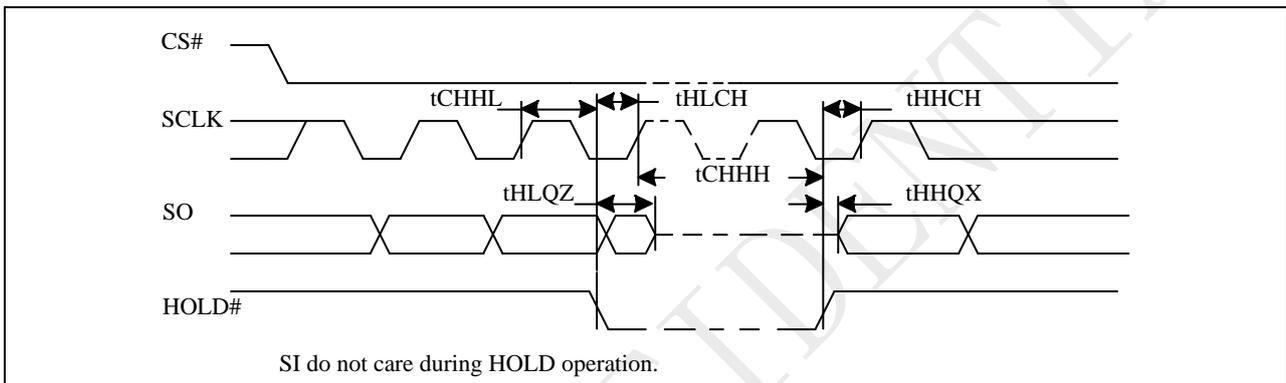 CS#
tCHHL
tHLCH
tHHCH
SCLK
tCHHH
tHLQZ
tHHQX
SO
HOLD#
SI do not care during HOLD operation.